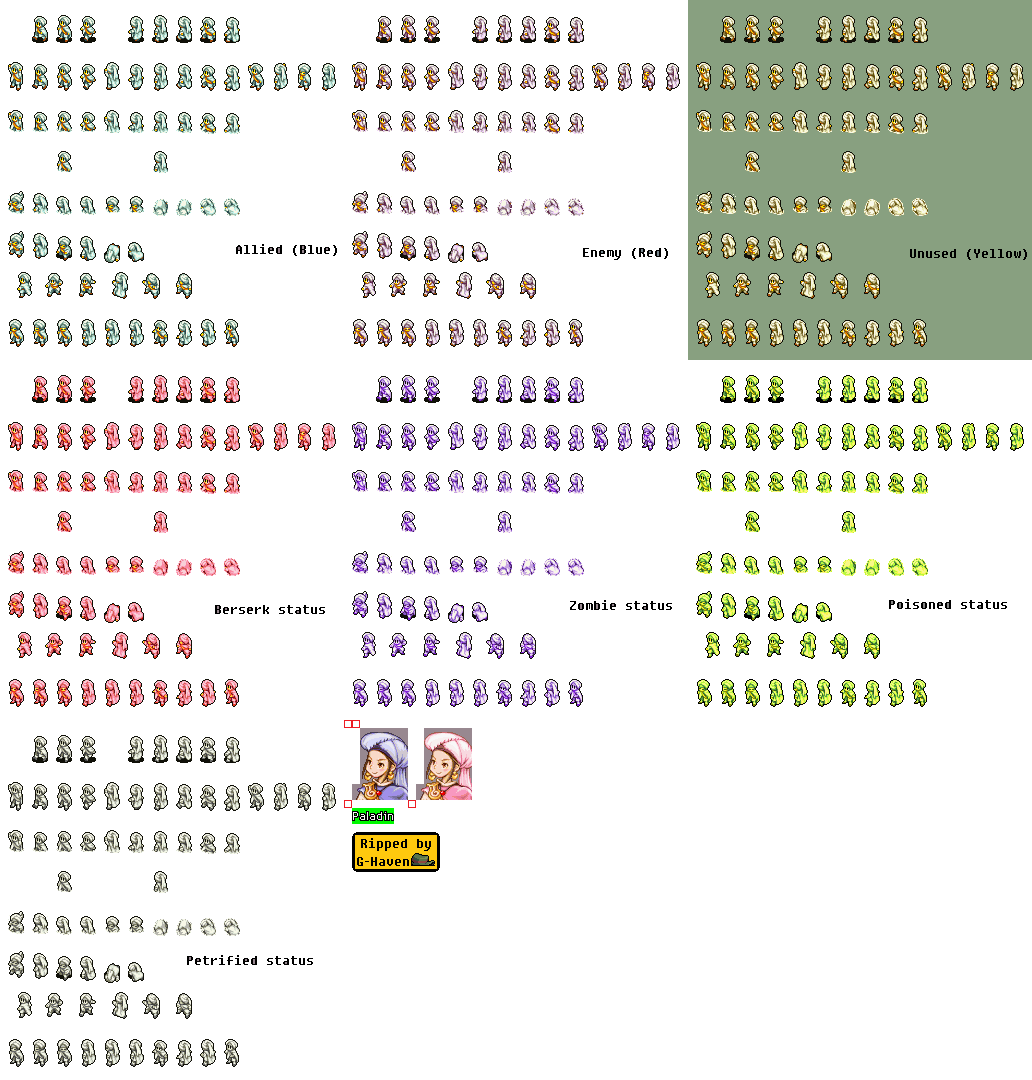 Allied (Blue)
Enemy (Red)
Unused (Yellow)
Berserk status
Zombie status
Poisoned status
Paladin
Ripped by
G-Haven
Petrified status